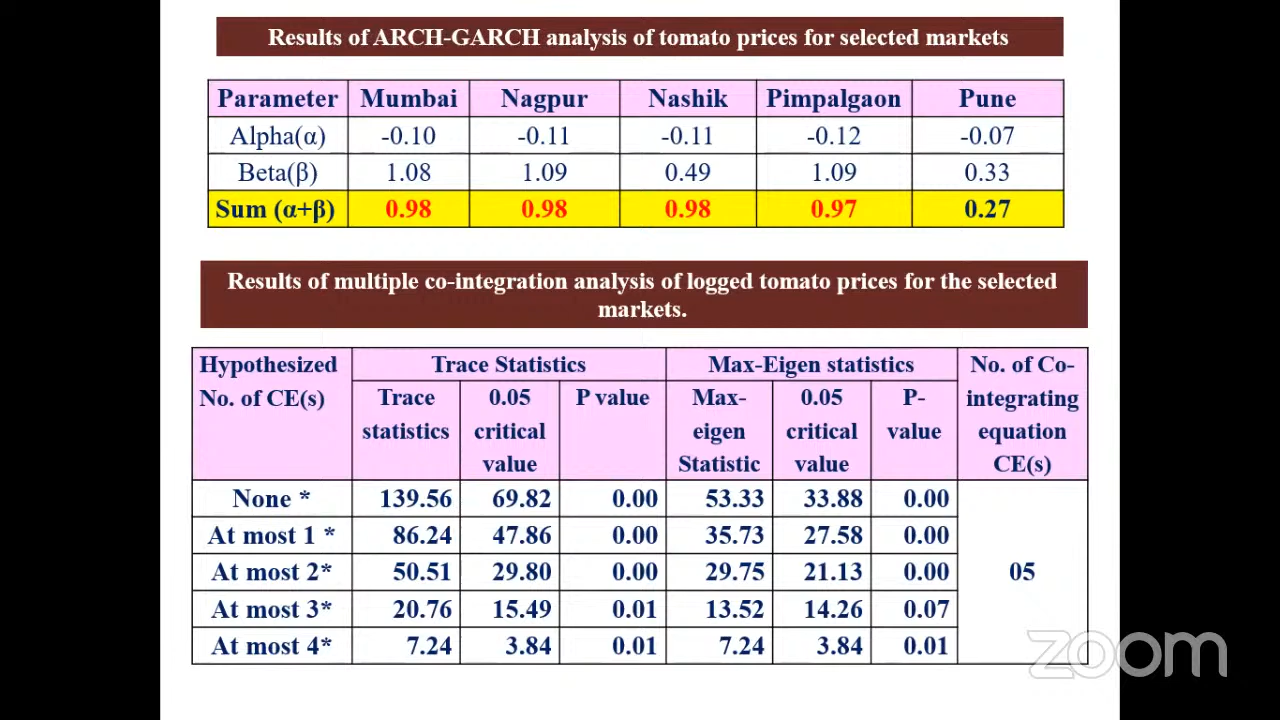 Results of ARCH-GARCH analysis of tomato prices for selected markets
Parameter Mumbai Nagpur Nashik Pimpalgaon Pune
Alpha(α) -0.10 -0.11 -0.11 -0.12 -0.07
Beta(β) 1.08 1.09 0.49 1.09 0.33
Sum (α+β) 0.98 0.98 0.98 0.97 0.27
Results of multiple co-integration analysis of logged tomato prices for the selected
markets.
Hypothesized Trace Statistics Max-Eigen statistics No. of Co-
No. of CE(s) Trace 0.05 P value Max- 0.05 P- integrating
statistics critical eigen critical value equation
value Statistic value CE(s)
None * 139.56 69.82 0.00 53.33 33.88 0.00
At most 1 * 86.24 47.86 0.00 35.73 27.58 0.00
At most 2* 50.51 29.80 0.00 29.75 21.13 0.00 05
At most 3* 20.76 15.49 0.01 13.52 14.26 0.07
At most 4* 7.24 3.84 0.01 7.24 3.84 0.01
zoom